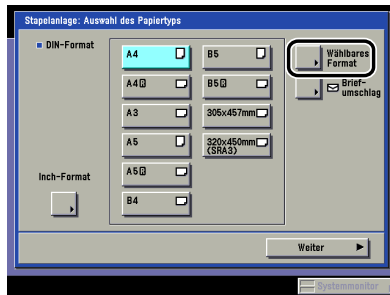 Stapelanlage: Auswahl des Papiertyps
DIN-Format
A4
B5
Wählbares
Format
A4R
B5R
Brief-
umschlag
A3
305x457mm
A5
320x450mm
(SRA3)
Inch-Format
A5R
B4
Weiter
Systemmonitor